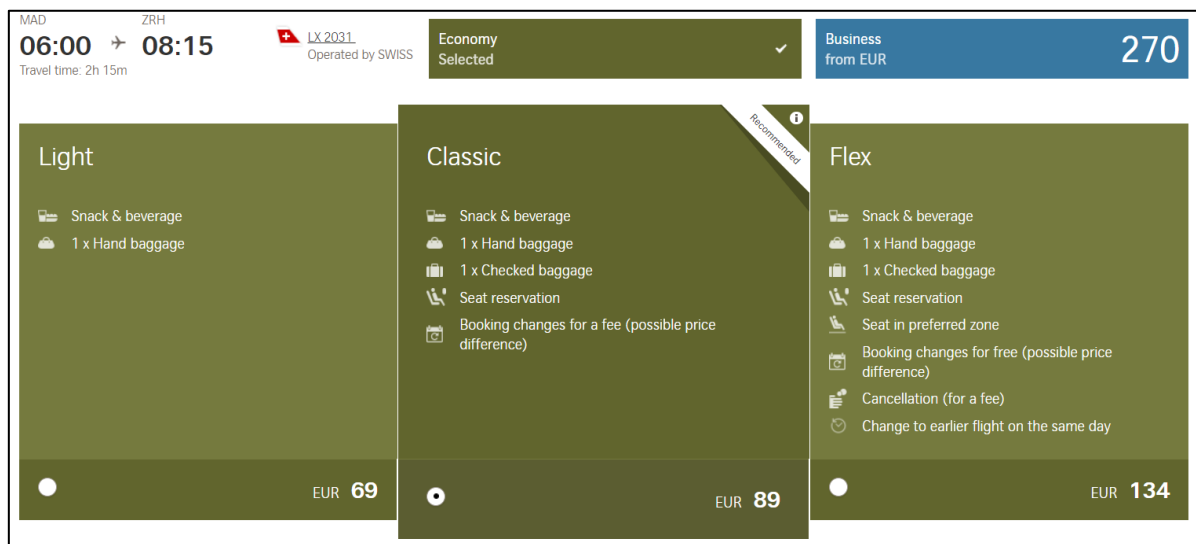 MAD ZRH
06:00 08:15
Travel time: 2h 15m
LX 2031
Operated by SWISS
Economy
Selected
Business
from EUR
270
Light
Snack & beverage
1 x Hand baggage
EUR 69
Recommended
Classic
Snack & beverage
1 x Hand baggage
1 x Checked baggage
Seat reservation
Booking changes for a fee (possible price
difference)
EUR 89
Flex
Snack & beverage
1 x Hand baggage
1 x Checked baggage
Seat reservation
Seat in preferred zone
Booking changes for free (possible price
difference)
Cancellation (for a fee)
Change to earlier flight on the same day
EUR 134